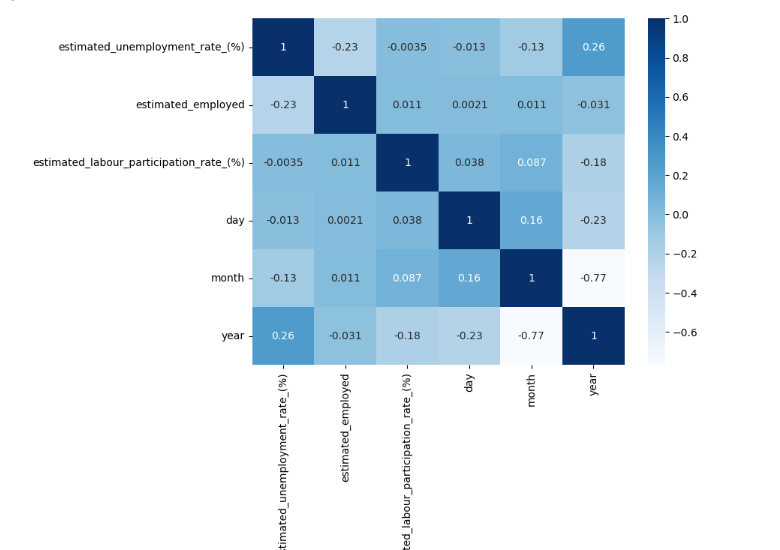 estimated_unemployment_rate_(%) 1 -0.23 -0.0035 -0.013 -0.13 0.26
estimated_employed -0.23 1 0.011 0.0021 0.011 -0.031
estimated_labour_participation_rate_(%) -0.0035 0.011 1 0.038 0.087 -0.18
day -0.013 0.0021 0.038 1 0.16 -0.23
month -0.13 0.011 0.087 0.16 1 -0.77
year 0.26 -0.031 -0.18 -0.23 -0.77 1
1.0
0.8
0.6
0.4
0.2
0.0
−0.2
−0.4
−0.6
timated_unemployment_rate_(%)
estimated_employed
ted_labour_participation_rate_(%)
day
month
year